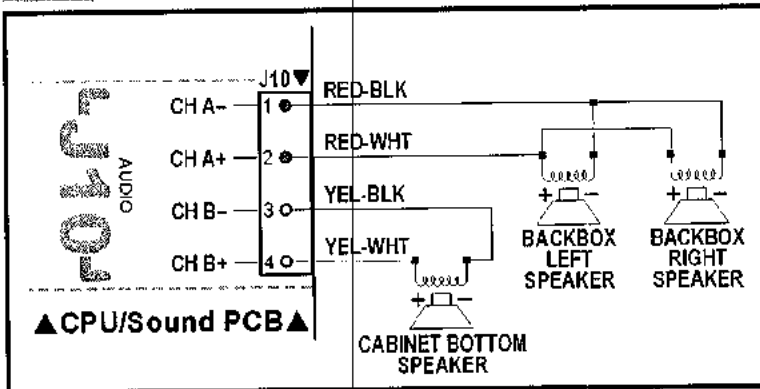 J10▼
RED-BLK
CH A-
1
RED-WHT
CH A+
2
YEL-BLK
CH B-
3
YEL-WHT
CH B+
4
J10
AUDIO
+ -
BACKBOX
LEFT
SPEAKER
+ -
BACKBOX
RIGHT
SPEAKER
+ -
CABINET BOTTOM
SPEAKER
▲CPU/Sound PCB▲